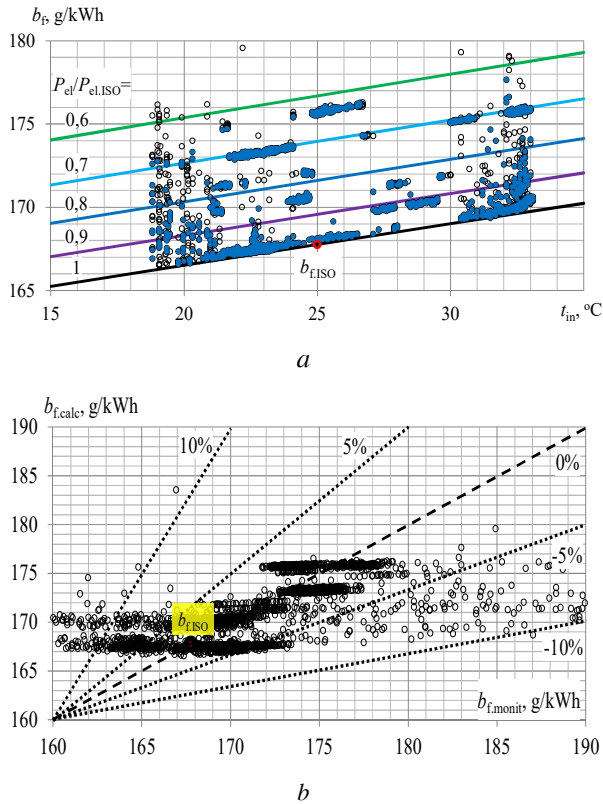 b_f, g/kWh
180
P_el/P_el.ISO=
0,6
175
0,7
0,8
170
0,9
1
b_f.ISO
165
t_in, °C
15 20 25 30
a
b_f.calc, g/kWh
190
10%
5%
0%
185
180
-5%
175
170
b_f.ISO
-10%
165
b_f.monit, g/kWh
160
160 165 170 175 180 185 190
b